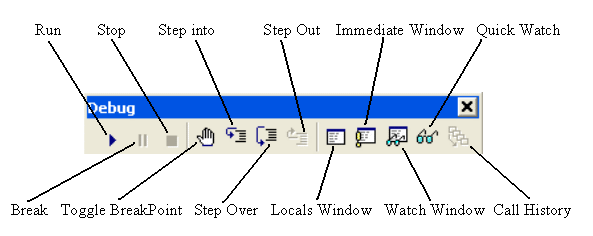 Run Stop Step into Step Out Immediate Window Quick Watch
Debug
Break Toggle BreakPoint Step Over Locals Window Watch Window Call History